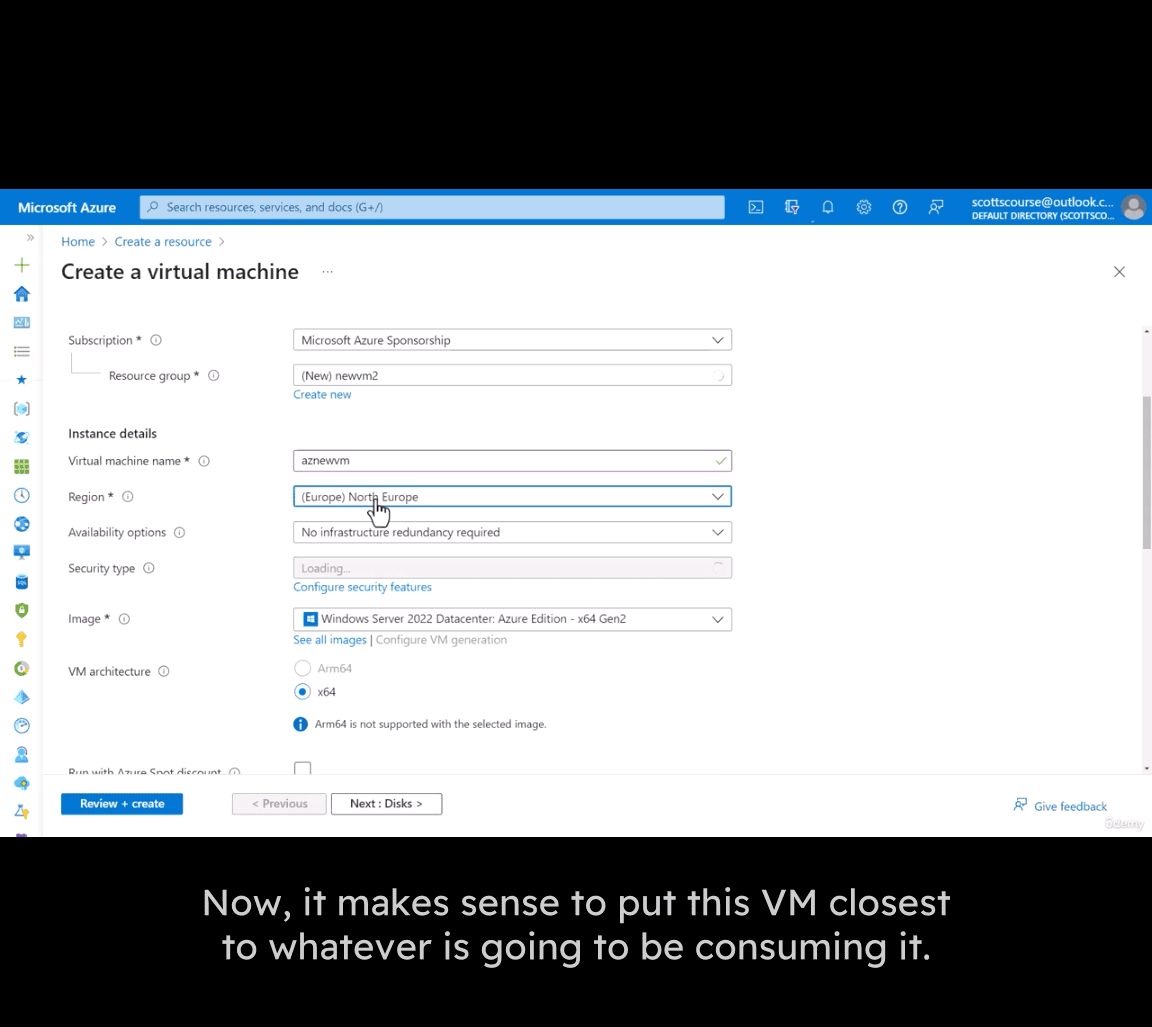 Microsoft Azure
Search resources, services, and docs (G+/)
scottscourse@outlook.c...
DEFAULT DIRECTORY (SCOTTSCO...
Home > Create a resource >
Create a virtual machine ...
Subscription *
Microsoft Azure Sponsorship
Resource group *
(New) newvm2
Create new
Instance details
Virtual machine name *
aznewvm
Region *
(Europe) North Europe
Availability options
No infrastructure redundancy required
Security type
Loading...
Configure security features
Image *
Windows Server 2022 Datacenter: Azure Edition - x64 Gen2
See all images | Configure VM generation
VM architecture
Arm64
x64
Arm64 is not supported with the selected image.
Run with Azure Spot discount
Review + create
< Previous
Next : Disks >
Give feedback
ûdemy
Now, it makes sense to put this VM closest
to whatever is going to be consuming it.